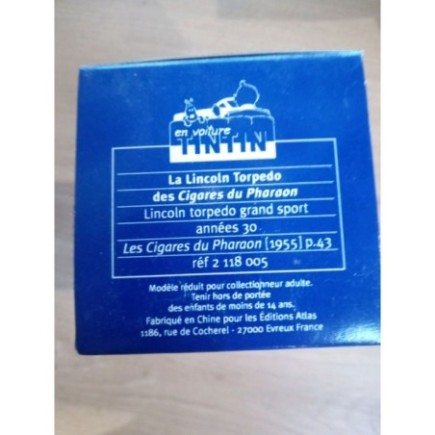 en voiture
TINTIN
La Lincoln Torpedo
des Cigares du Pharaon
Lincoln torpedo grand sport
années 30
Les Cigares du Pharaon [1955] p.43
réf 2 118 005
Modèle réduit pour collectionneur adulte.
Tenir hors de portée
des enfants de moins de 14 ans.
Fabriqué en Chine pour les Éditions Atlas
1186, rue de Cocherel - 27000 Evreux France